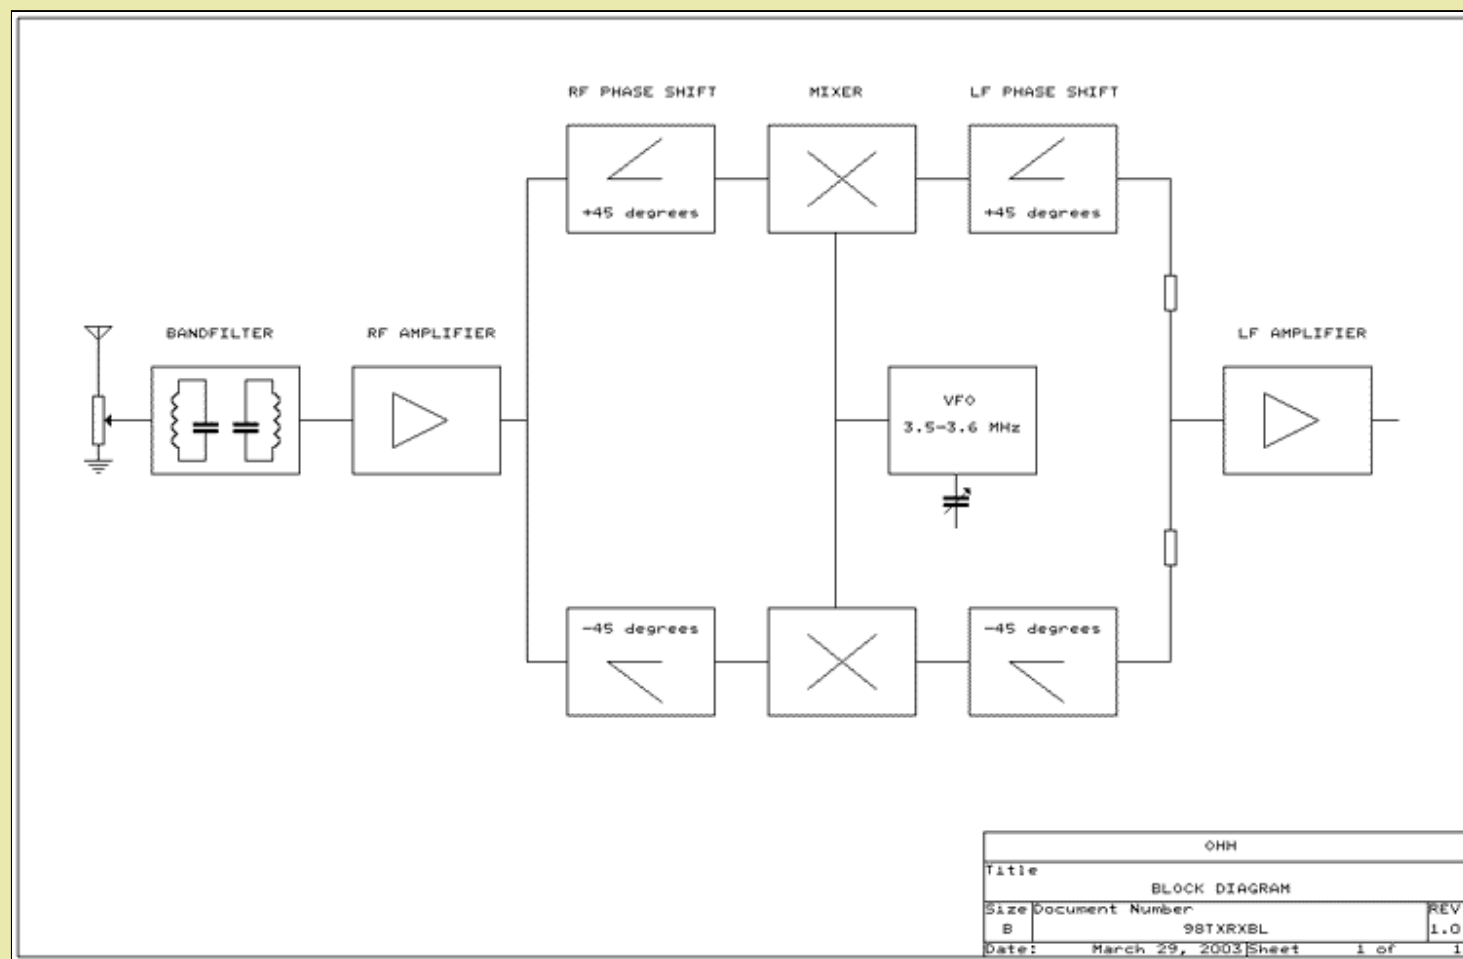 RF PHASE SHIFT
MIXER
LF PHASE SHIFT
+45 degrees
+45 degrees
BANDFILTER
RF AMPLIFIER
LF AMPLIFIER
VFO
3.5-3.6 MHz
-45 degrees
-45 degrees
OHH
Title
BLOCK DIAGRAM
Size Document Number REV
B 98TXRXBL 1.0
Date: March 29, 2003 Sheet 1 of 1